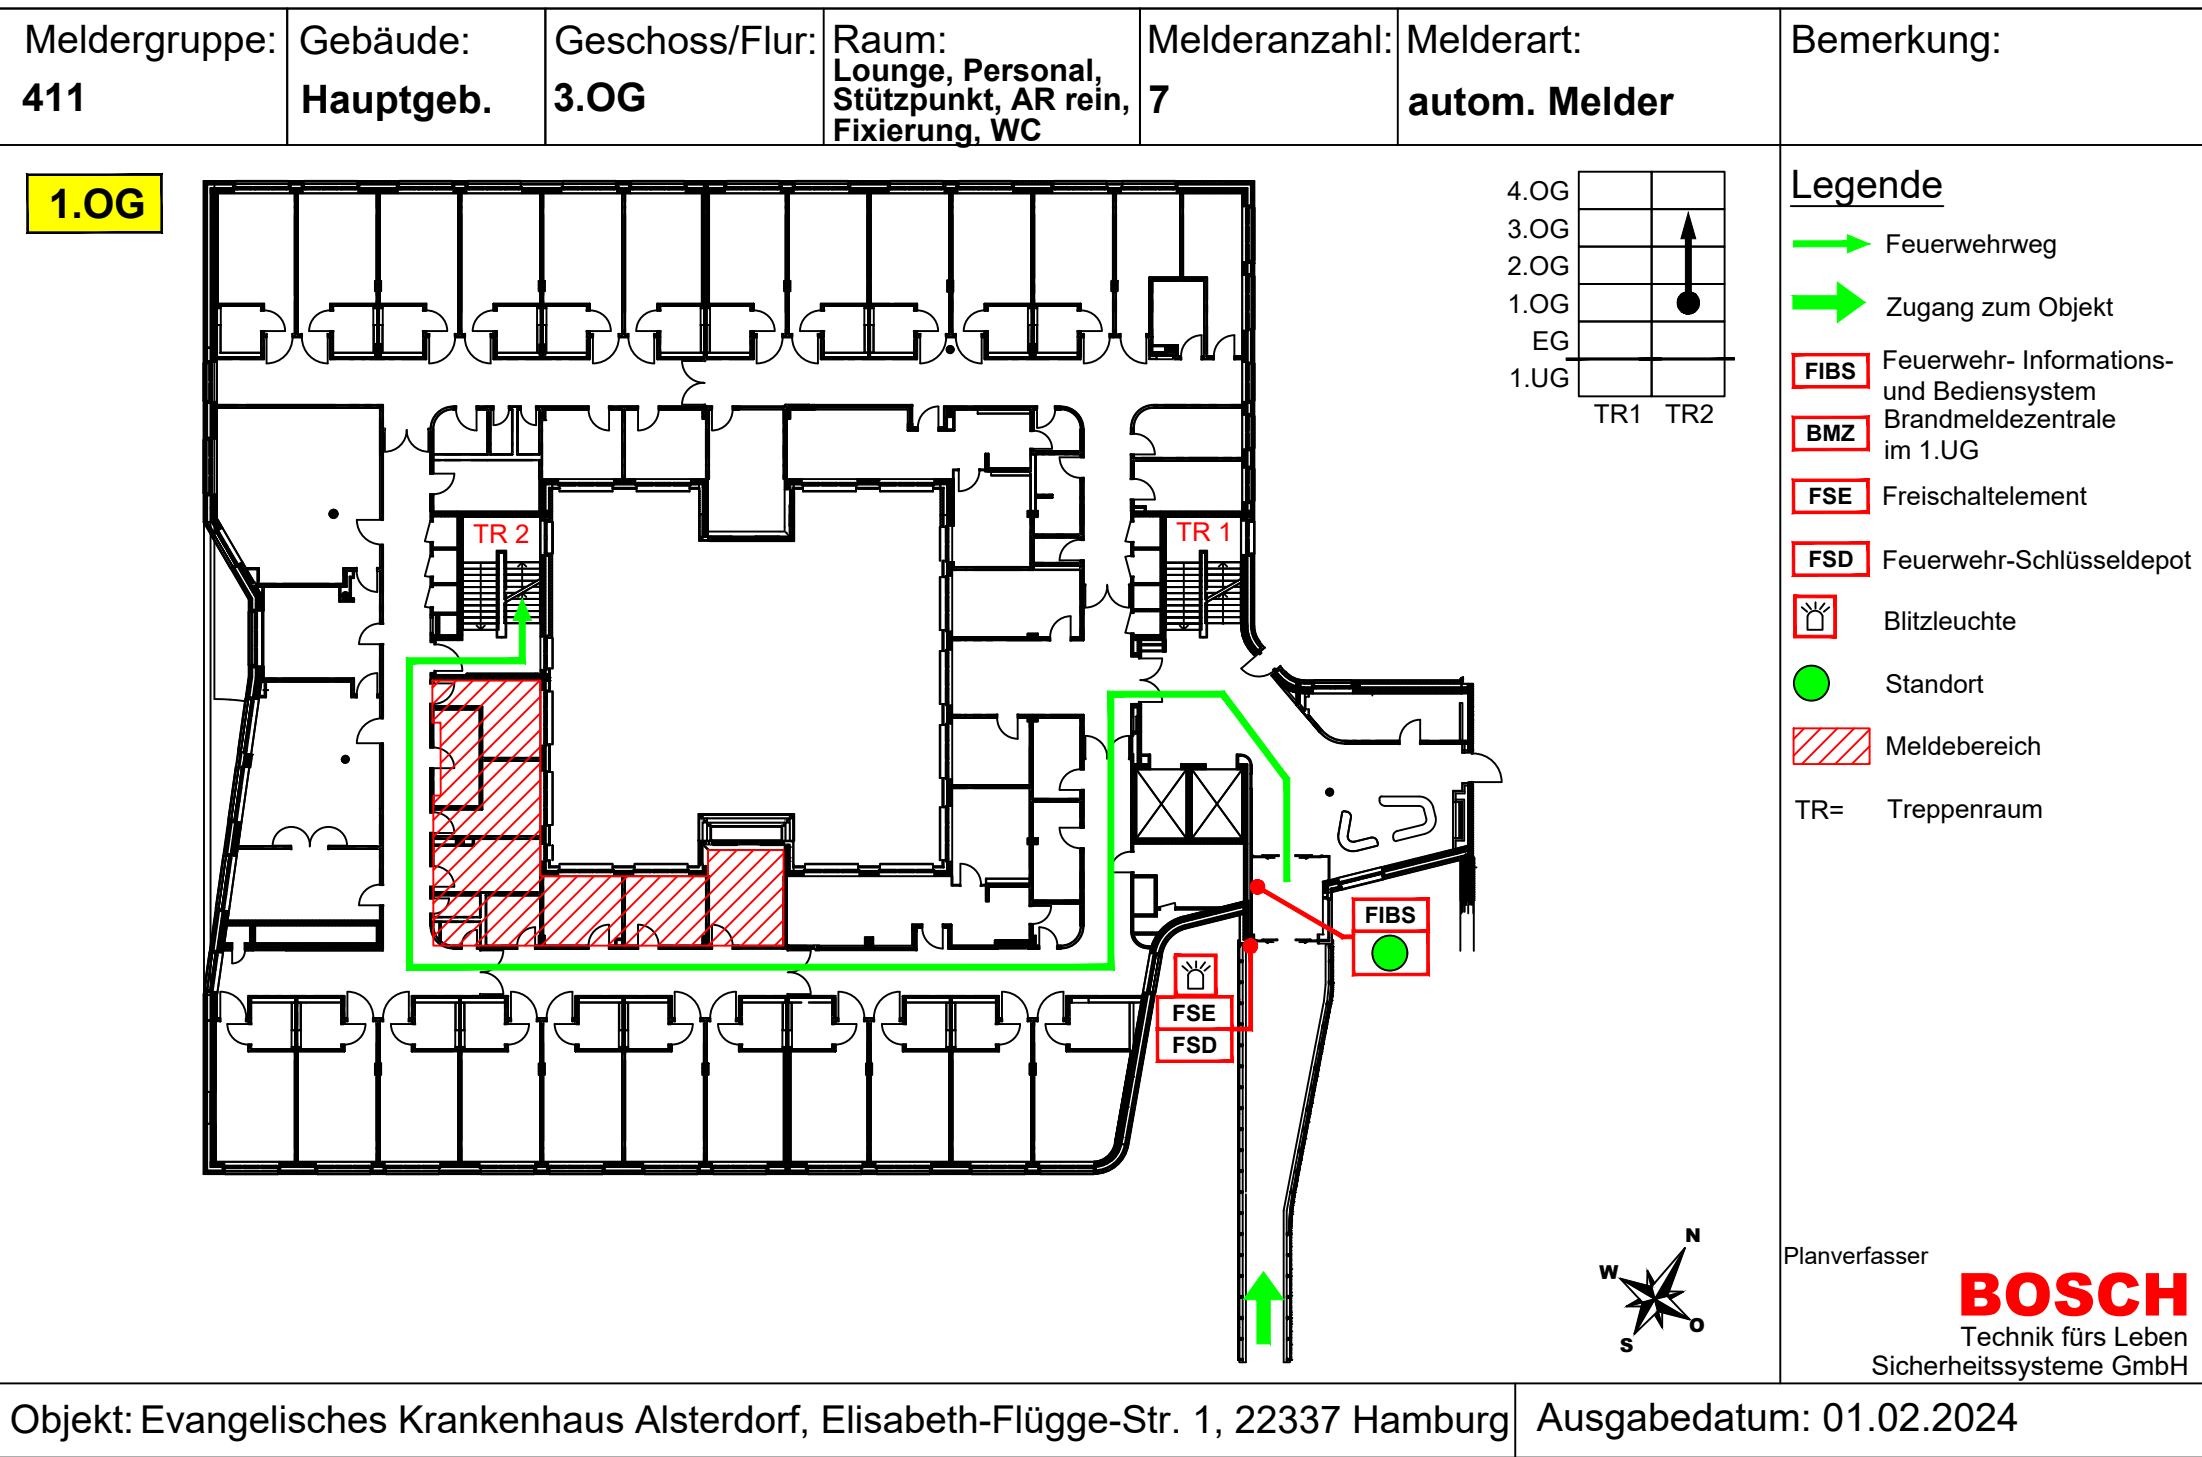 Meldergruppe:
411
Gebäude:
Hauptgeb.
Geschoss/Flur:
3.OG
Raum:
Lounge, Personal,
Stützpunkt, AR rein,
Fixierung, WC
Melderanzahl:
7
Melderart:
autom. Melder
Bemerkung:
1.OG
4.OG
3.OG
2.OG
1.OG
EG
1.UG
TR1 TR2
TR 2
TR 1
FIBS
FSE
FSD
Legende
Feuerwehrweg
Zugang zum Objekt
FIBS Feuerwehr- Informations-
und Bediensystem
BMZ Brandmeldezentrale
im 1.UG
FSE Freischaltelement
FSD Feuerwehr-Schlüsseldepot
Blitzleuchte
Standort
Meldebereich
TR= Treppenraum
N
W
O
S
Planverfasser
BOSCH
Technik fürs Leben
Sicherheitssysteme GmbH
Objekt: Evangelisches Krankenhaus Alsterdorf, Elisabeth-Flügge-Str. 1, 22337 Hamburg
Ausgabedatum: 01.02.2024